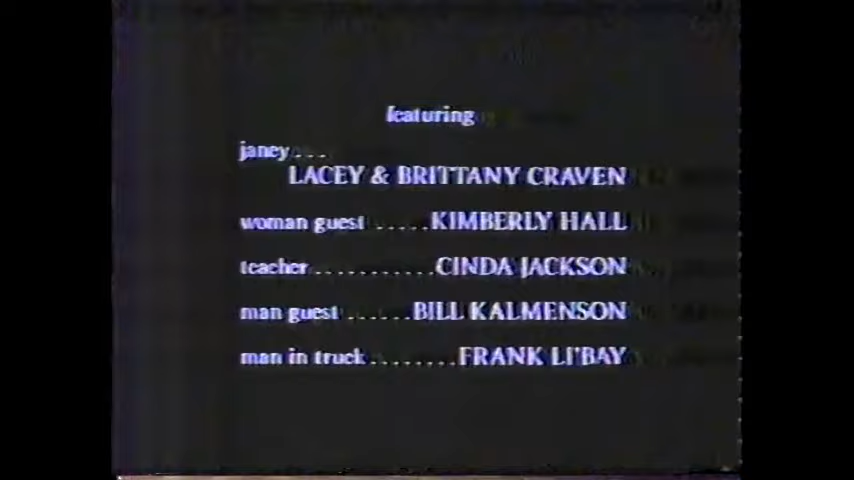 featuring
janey...
LACEY & BRITTANY CRAVEN
woman guest.....KIMBERLY HALL
teacher...........CINDA JACKSON
man guest......BILL KALMENSON
man in truck........FRANK LI'BAY